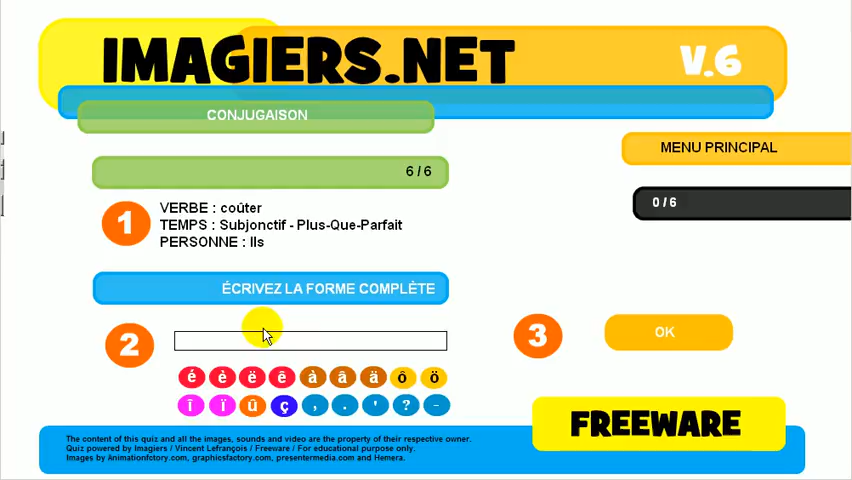 IMAGIERS.NET
V.6
CONJUGAISON
MENU PRINCIPAL
6 / 6
0 / 6
1
VERBE : coûter
TEMPS : Subjonctif - Plus-Que-Parfait
PERSONNE : Ils
ÉCRIVEZ LA FORME COMPLÈTE
2
3
OK
é è ë ê à â ä ô ö
î ï û ç , . ' ? -
FREEWARE
The content of this quiz and all the images, sounds and video are the property of their respective owner.
Quiz powered by Imagiers / Vincent Lefrançois / Freeware / For educational purpose only.
Images by Animationfctory.com, graphicsfactory.com, presentermedia.com and Hemera.